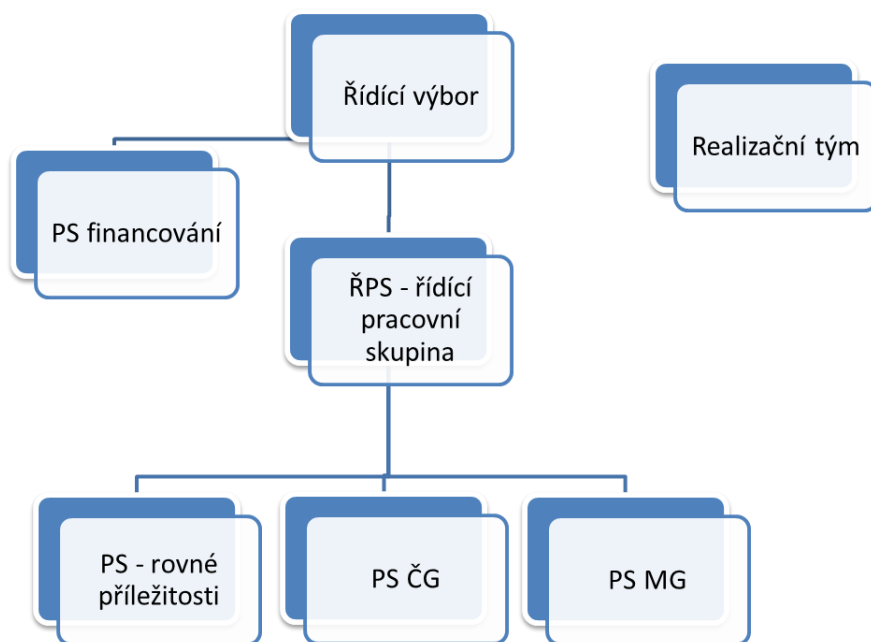 Řídící výbor
Realizační tým
PS financování
ŘPS - řídící
pracovní
skupina
PS - rovné
příležitosti
PS ČG
PS MG